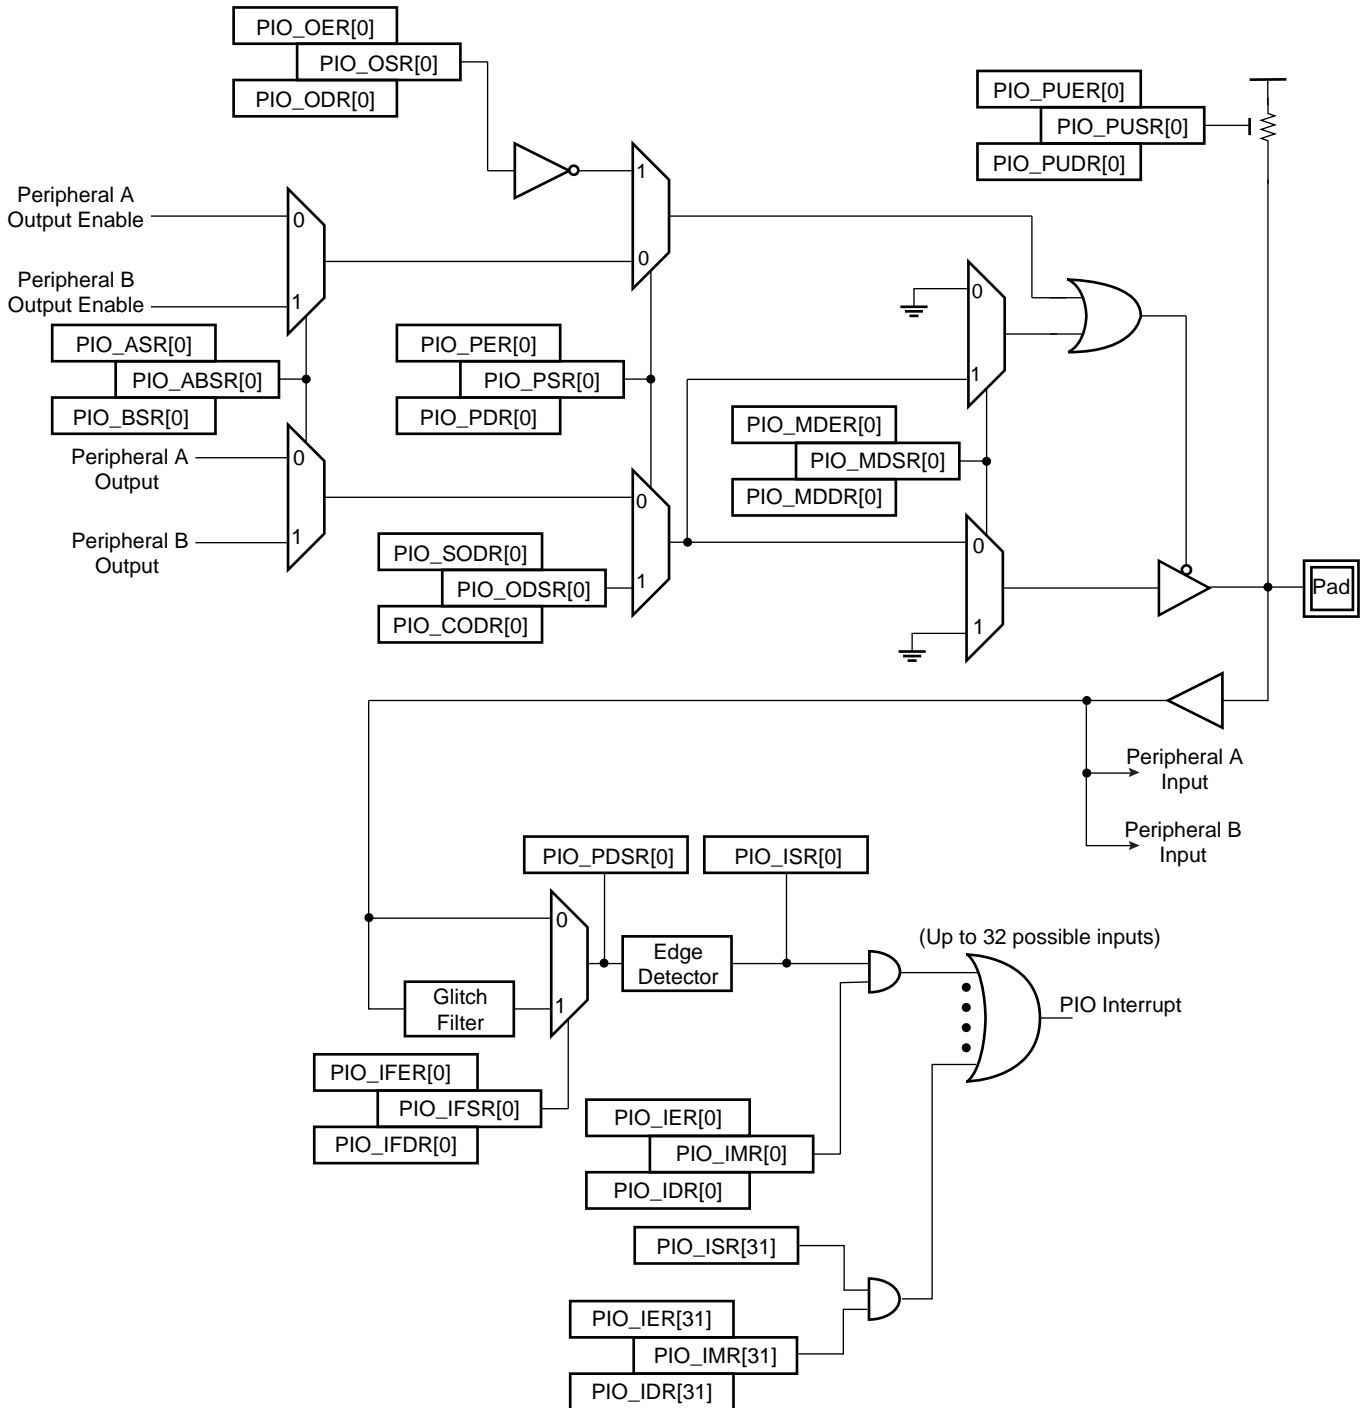 PIO_OER[0]
PIO_OSR[0]
PIO_ODR[0]
PIO_PUER[0]
PIO_PUSR[0]
PIO_PUDR[0]
1
0
Peripheral A
Output Enable
0
Peripheral B
Output Enable
1
PIO_ASR[0]
PIO_ABSR[0]
PIO_BSR[0]
PIO_PER[0]
PIO_PSR[0]
PIO_PDR[0]
0
1
PIO_MDER[0]
PIO_MDSR[0]
PIO_MDDR[0]
Peripheral A
Output
0
Peripheral B
Output
1
0
1
PIO_SODR[0]
PIO_ODSR[0]
PIO_CODR[0]
0
1
Pad
Peripheral A
Input
Peripheral B
Input
PIO_PDSR[0]
PIO_ISR[0]
0
1
Glitch
Filter
Edge
Detector
(Up to 32 possible inputs)
PIO Interrupt
PIO_IFER[0]
PIO_IFSR[0]
PIO_IFDR[0]
PIO_IER[0]
PIO_IMR[0]
PIO_IDR[0]
PIO_ISR[31]
PIO_IER[31]
PIO_IMR[31]
PIO_IDR[31]